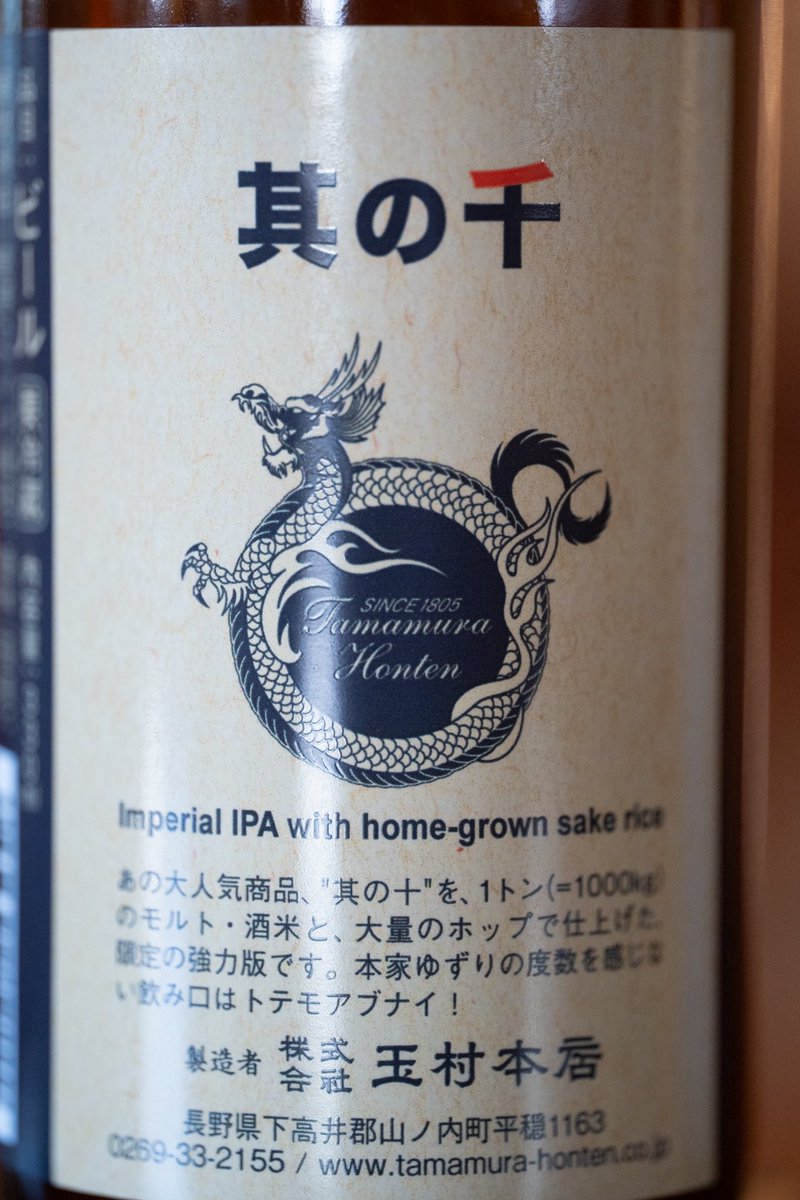 其の千
SINCE 1805
Tamamura
Honten
Imperial IPA with home-grown sake rice
あの大人気商品、"其の十"を、1トン(=1000kg)
のモルト・酒米と、大量のホップで仕上げた、
限定の強力版です。本家ゆずりの度数を感じな
い飲み口はトテモアブナイ！
製造者 株式会社 玉村本店
長野県下高井郡山ノ内町平穏1163
0269-33-2155 / www.tamamura-honten.co.jp
ビール
要冷蔵